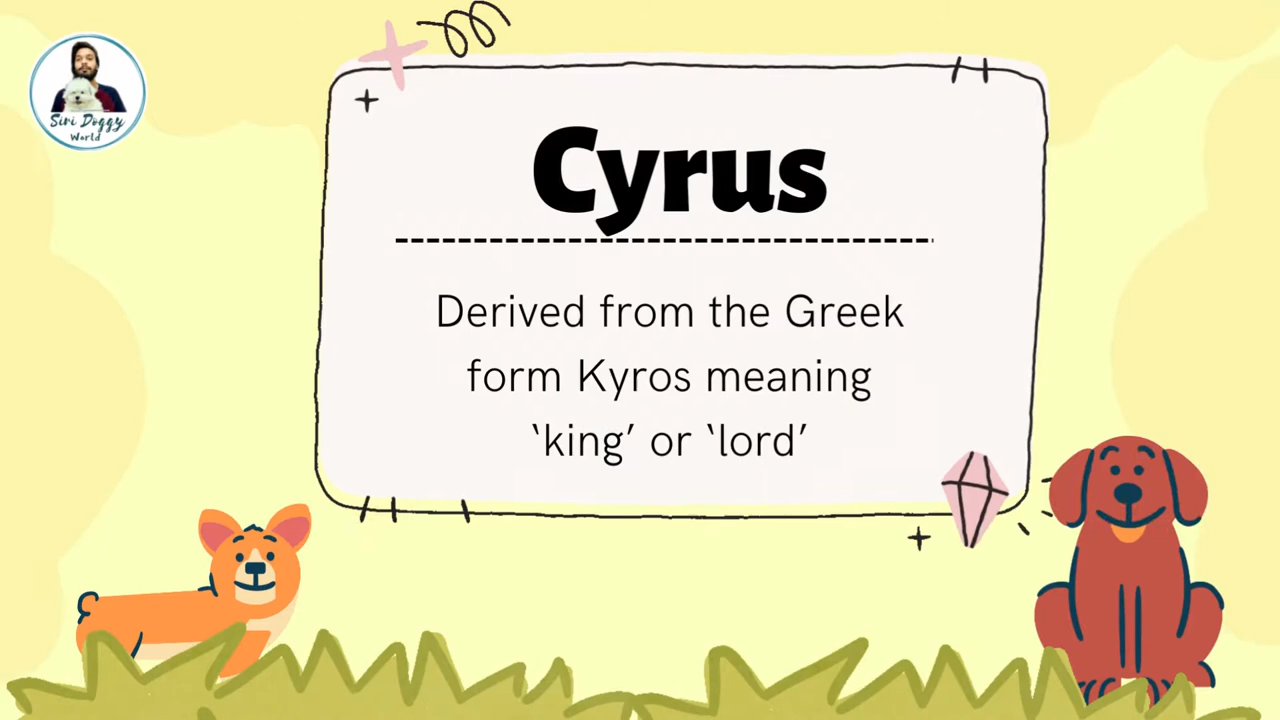 Siri Doggy
World
Cyrus
Derived from the Greek
form Kyros meaning
‘king’ or ‘lord’